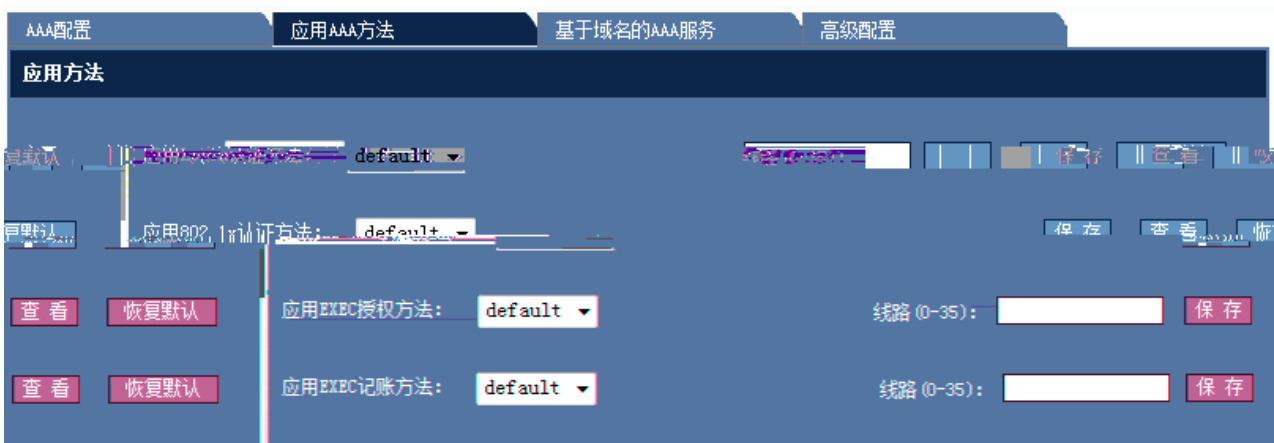 AAA配置 应用AAA方法 基于域名的AAA服务 高级配置
应用方法
default 保 存 查 看
应用802.1x认证方法: default 保 存 查 看
查 看 恢复默认 应用EXEC授权方法: default 线路(0-35): 保 存
查 看 恢复默认 应用EXEC记账方法: default 线路(0-35): 保 存